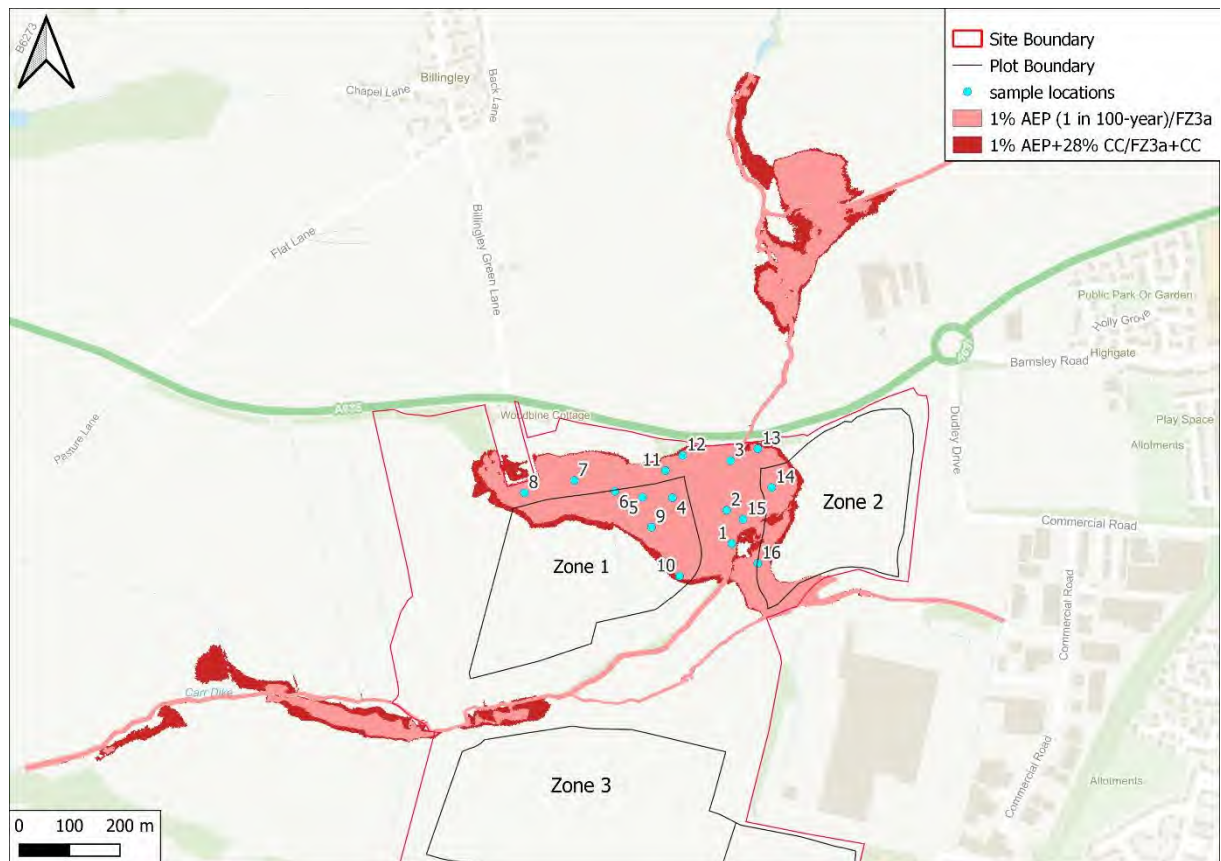 B6273
Billingley
Back Lane
Chapel Lane
Site Boundary
Plot Boundary
sample locations
1% AEP (1 in 100-year)/FZ3a
1% AEP+28% CC/FZ3a+CC
Flat Lane
Billingley Green Lane
Public Park Or Garden
Holly Grove
Highgate
Barnsley Road
Pasture Lane
A635
Woodbine Cottage
Dudley Drive
Play Space
Allotments
12
3
13
11
7
8
6
5
4
14
2
15
9
1
16
10
Zone 2
Zone 1
Commercial Road
Commercial Road
Commercial Road
Commercial Road
Carr Dike
Zone 3
Allotments
0 100 200 m